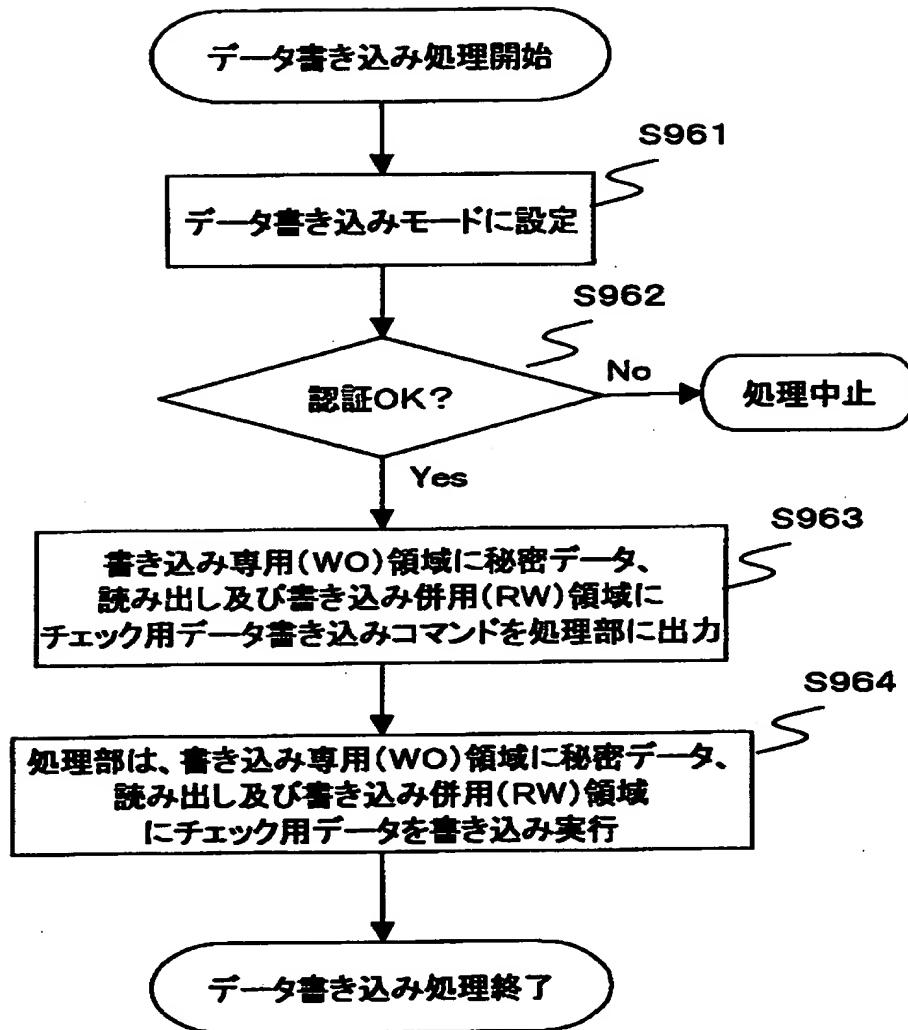 データ書き込み処理開始
S961
データ書き込みモードに設定
S962
認証OK?
No
処理中止
Yes
S963
書き込み専用(WO)領域に秘密データ、
読み出し及び書き込み併用(RW)領域に
チェック用データ書き込みコマンドを処理部に出力
S964
処理部は、書き込み専用(WO)領域に秘密データ、
読み出し及び書き込み併用(RW)領域
にチェック用データを書き込み実行
データ書き込み処理終了